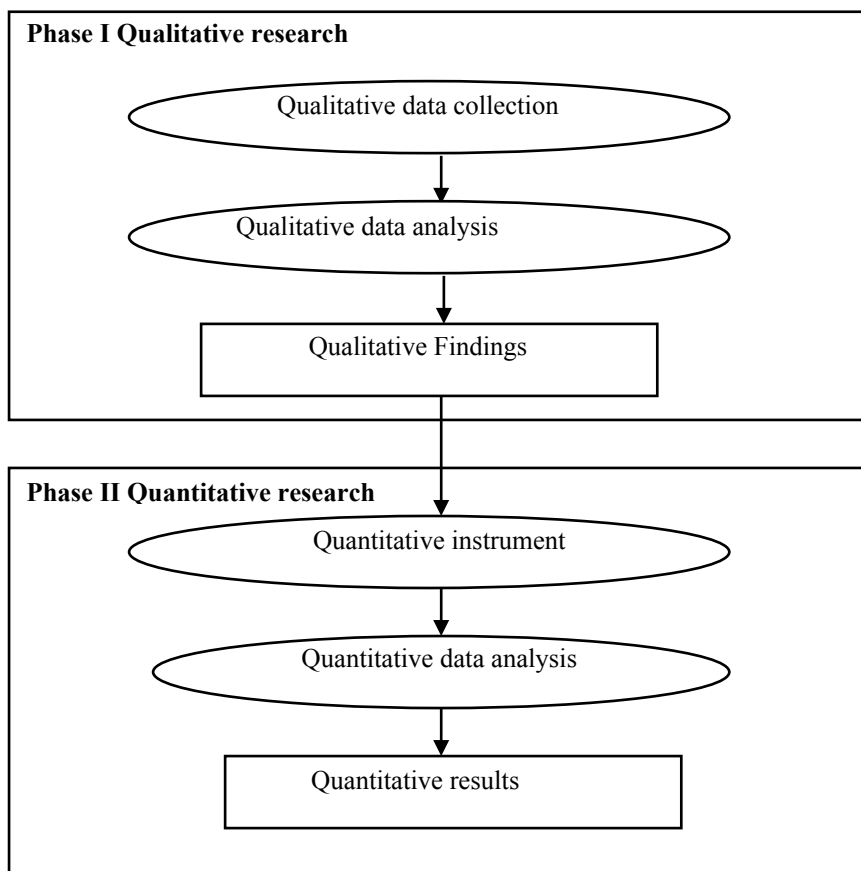 Phase I Qualitative research
Qualitative data collection
Qualitative data analysis
Qualitative Findings
Phase II Quantitative research
Quantitative instrument
Quantitative data analysis
Quantitative results